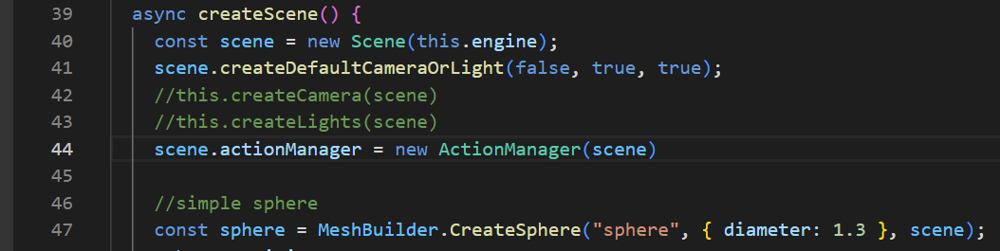 39 async createScene() {
40 const scene = new Scene(this.engine);
41 scene.createDefaultCameraOrLight(false, true, true);
42 //this.createCamera(scene)
43 //this.createLights(scene)
44 scene.actionManager = new ActionManager(scene)
45
46 //simple sphere
47 const sphere = MeshBuilder.CreateSphere("sphere", { diameter: 1.3 }, scene);